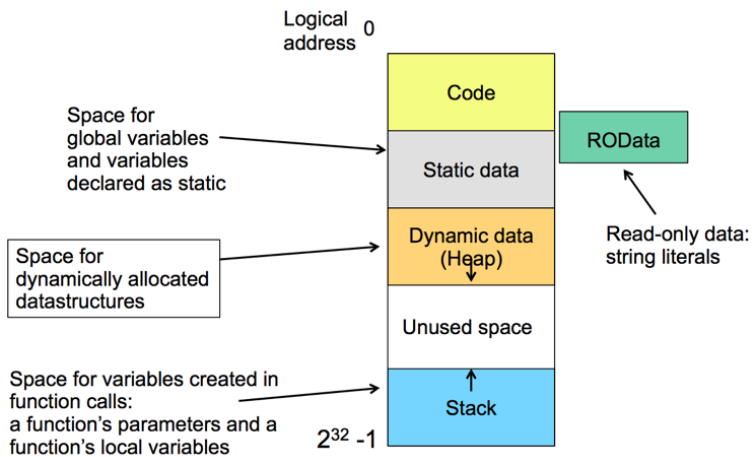 Logical
address 0
Code
Space for
global variables
and variables
declared as static
ROData
Static data
Read-only data:
string literals
Dynamic data
(Heap)
Space for
dynamically allocated
datastructures
Unused space
Space for variables created in
function calls:
a function’s parameters and a
function’s local variables
Stack
2³² -1